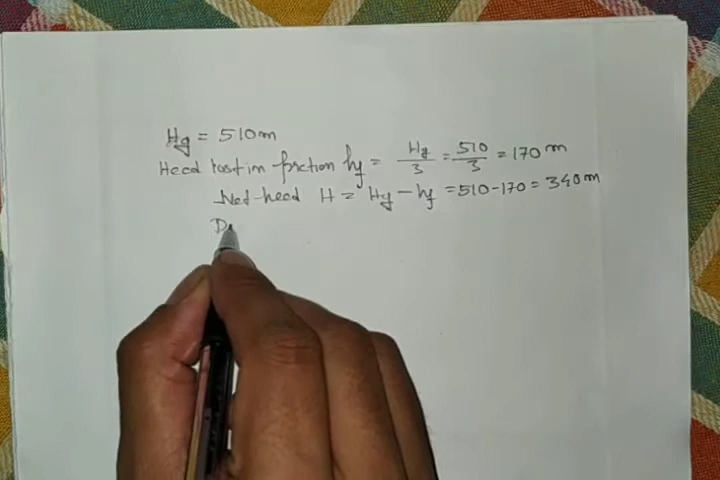 Hg = 510m
Head lost in friction hf = Hg/3 = 510/3 = 170 m
Net-head H = Hg - hf = 510-170 = 340 m
D